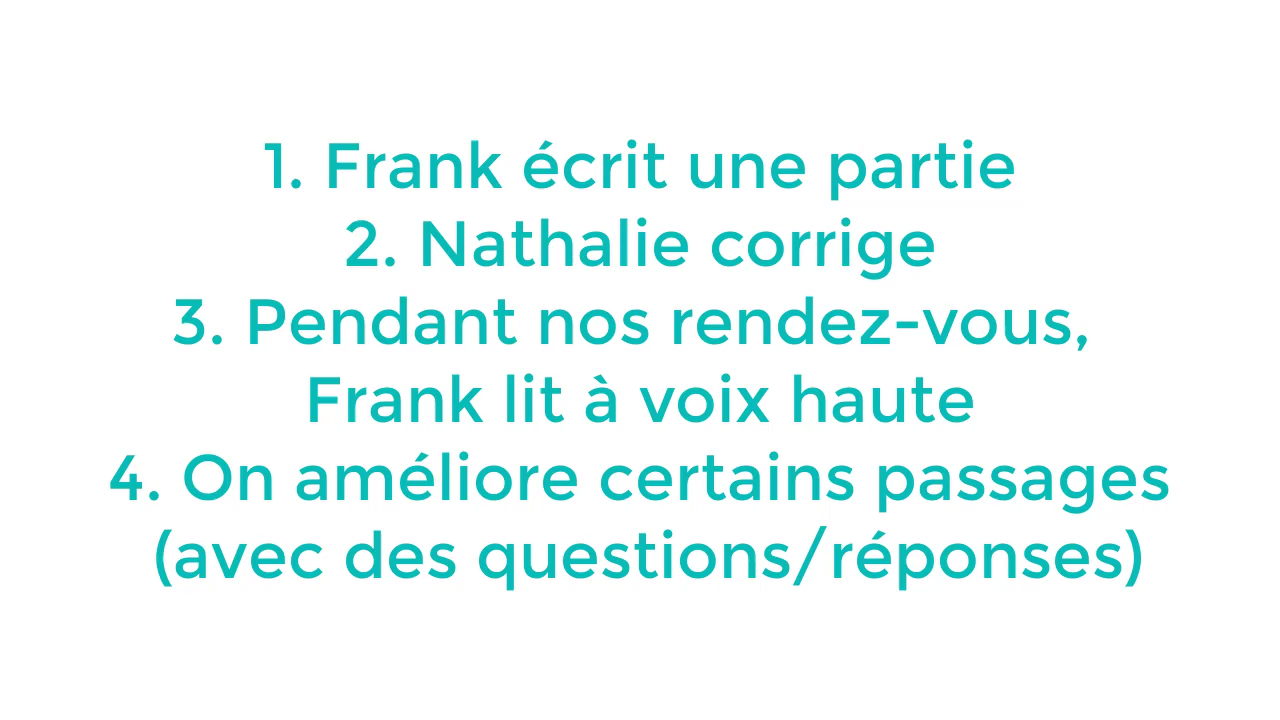 1. Frank écrit une partie
2. Nathalie corrige
3. Pendant nos rendez-vous,
Frank lit à voix haute
4. On améliore certains passages
(avec des questions/réponses)